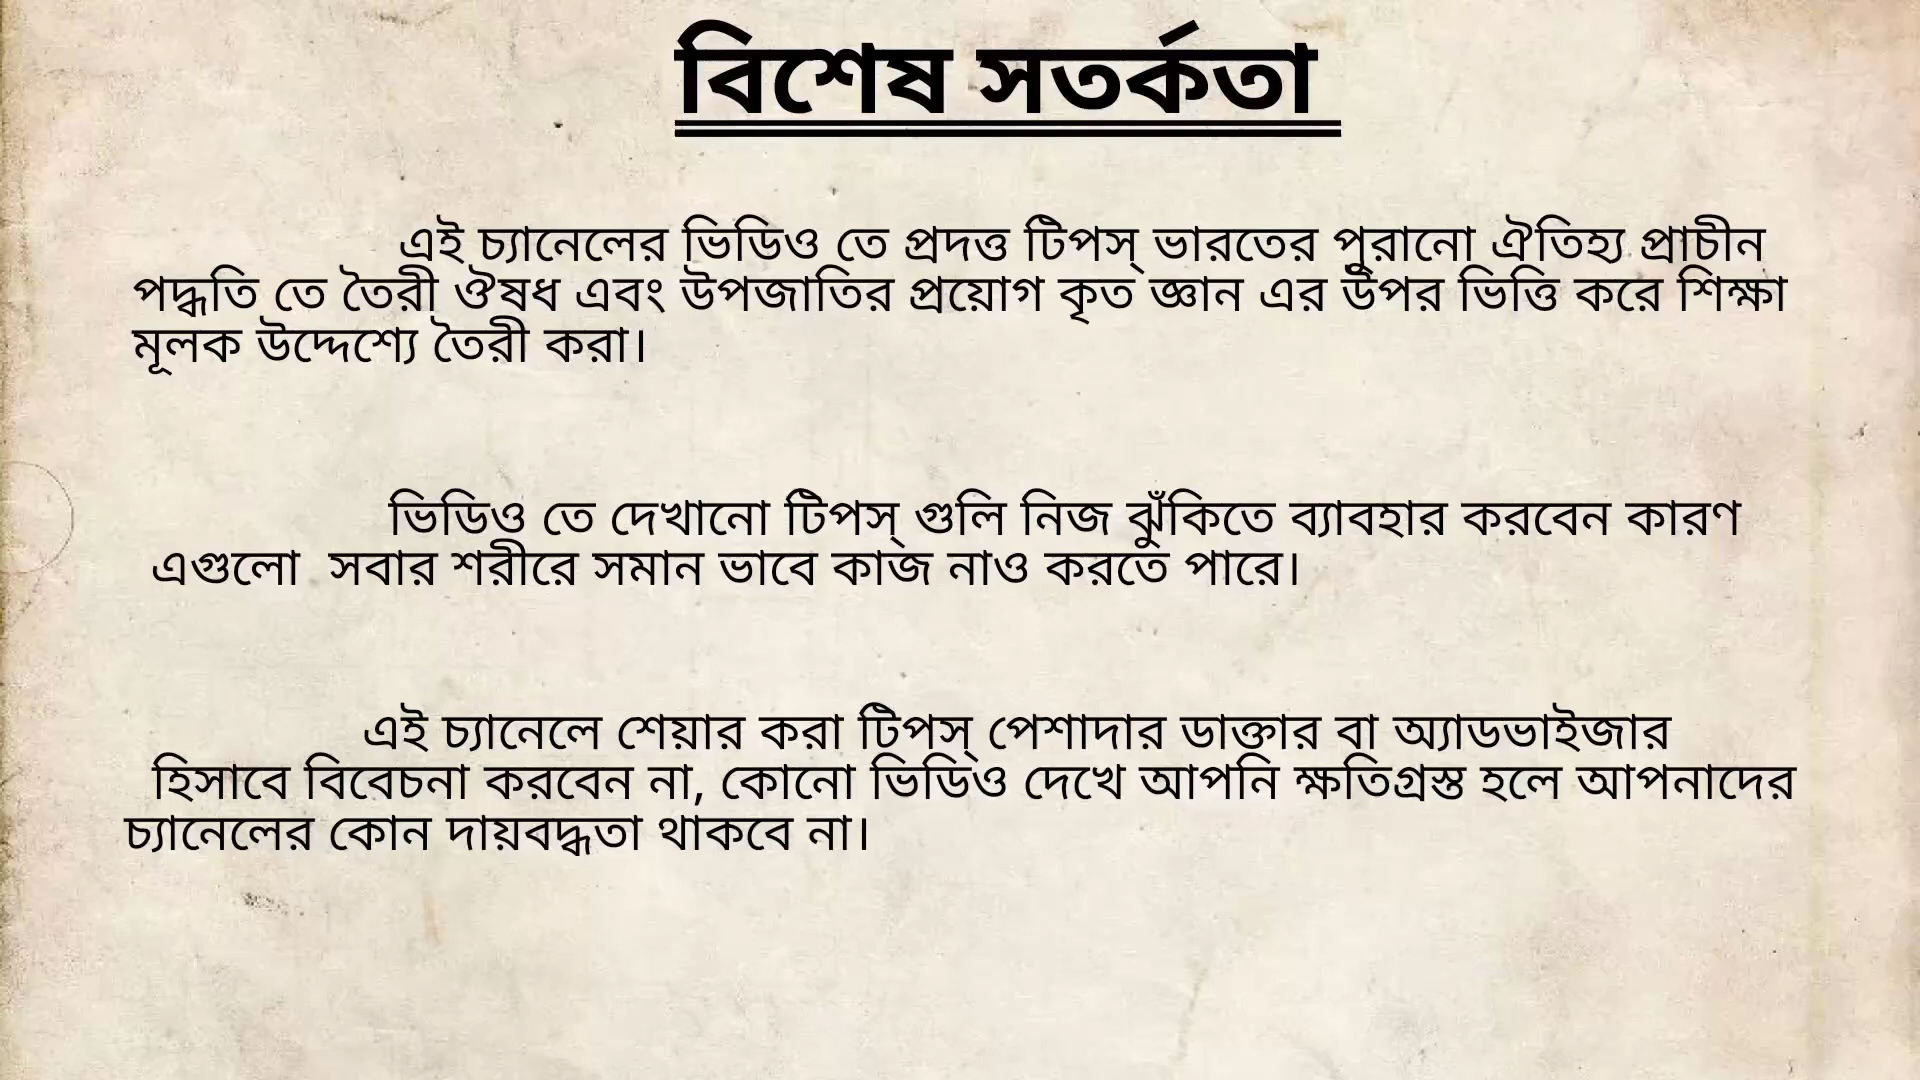 বিশেষ সতর্কতা
এই চ্যানেলের ভিডিও তে প্রদত্ত টিপস্ ভারতের পুরানো ঐতিহ্য প্রাচীন
পদ্ধতি তে তৈরী ঔষধ এবং উপজাতির প্রয়োগ কৃত জ্ঞান এর উপর ভিত্তি করে শিক্ষা
মূলক উদ্দেশ্যে তৈরী করা।
ভিডিও তে দেখানো টিপস্ গুলি নিজ ঝুঁকিতে ব্যাবহার করবেন কারণ
এগুলো সবার শরীরে সমান ভাবে কাজ নাও করতে পারে।
এই চ্যানেলে শেয়ার করা টিপস্ পেশাদার ডাক্তার বা অ্যাডভাইজার
হিসাবে বিবেচনা করবেন না, কোনো ভিডিও দেখে আপনি ক্ষতিগ্রস্ত হলে আপনাদের
চ্যানেলের কোন দায়বদ্ধতা থাকবে না।